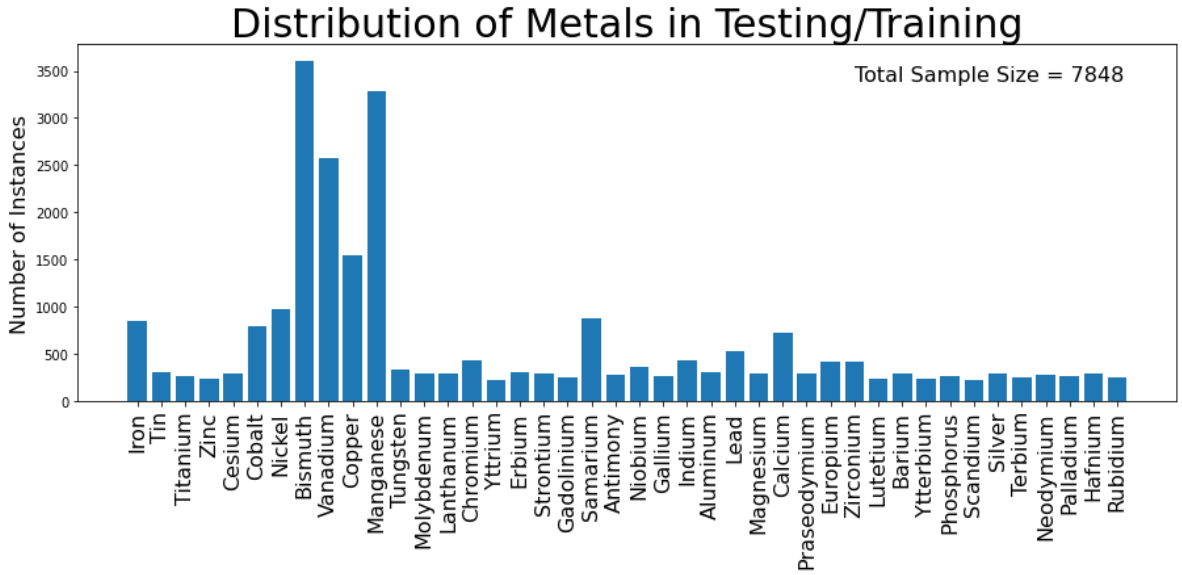 Distribution of Metals in Testing/Training
Total Sample Size = 7848
Number of Instances
3500
3000
2500
2000
1500
1000
500
0
Iron
Tin
Titanium
Zinc
Cesium
Cobalt
Nickel
Bismuth
Vanadium
Copper
Manganese
Tungsten
Molybdenum
Lanthanum
Chromium
Yttrium
Erbium
Strontium
Gadolinium
Samarium
Antimony
Niobium
Gallium
Indium
Aluminum
Lead
Magnesium
Calcium
Praseodymium
Europium
Zirconium
Lutetium
Barium
Ytterbium
Phosphorus
Scandium
Silver
Terbium
Neodymium
Palladium
Hafnium
Rubidium